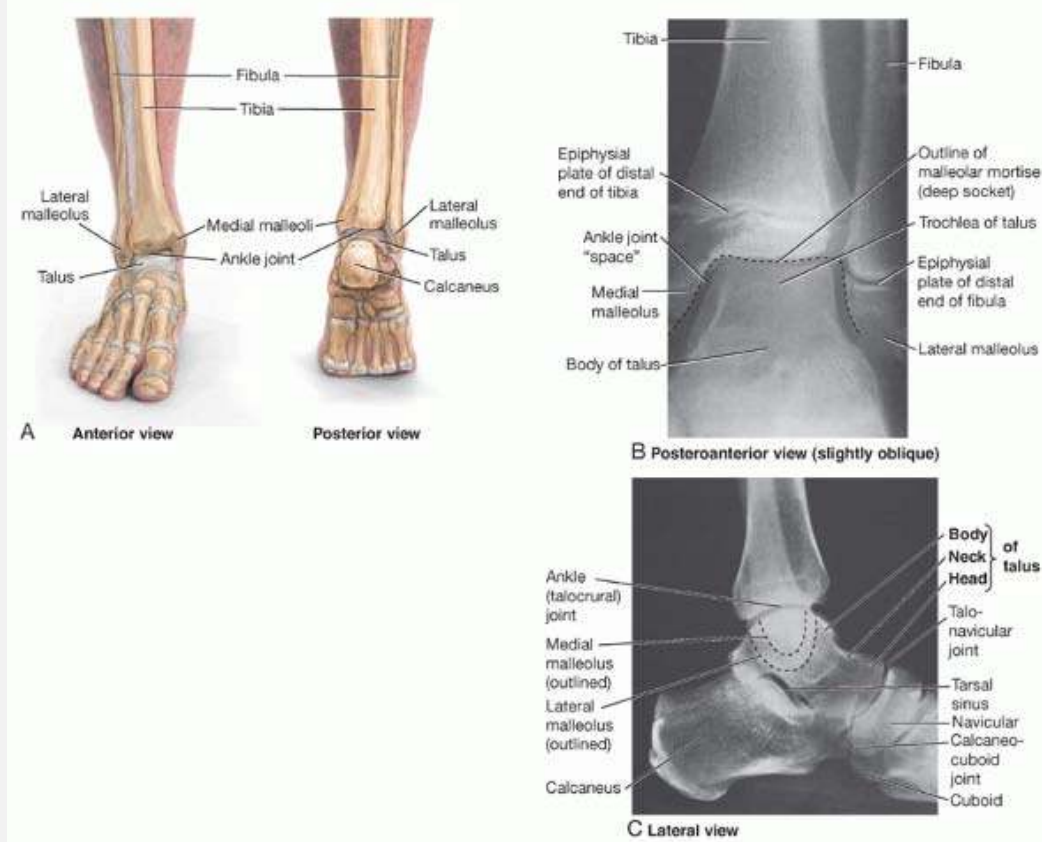 Fibula
Tibia
Lateral
malleolus
Medial malleoli
Ankle joint
Talus
Lateral
malleolus
Talus
Calcaneus
A
Anterior view
Posterior view
Tibia
Fibula
Epiphysial
plate of distal
end of tibia
Outline of
malleolar mortise
(deep socket)
Trochlea of talus
Ankle joint
"space"
Epiphysial
plate of distal
end of fibula
Medial
malleolus
Lateral malleolus
Body of talus
B Posteroanterior view (slightly oblique)
Body
Neck
Head
of
talus
Ankle
(talocrural)
joint
Talo-
navicular
joint
Medial
malleolus
(outlined)
Lateral
malleolus
(outlined)
Tarsal
sinus
Navicular
Calcaneo-
cuboid
joint
Calcaneus
Cuboid
C Lateral view